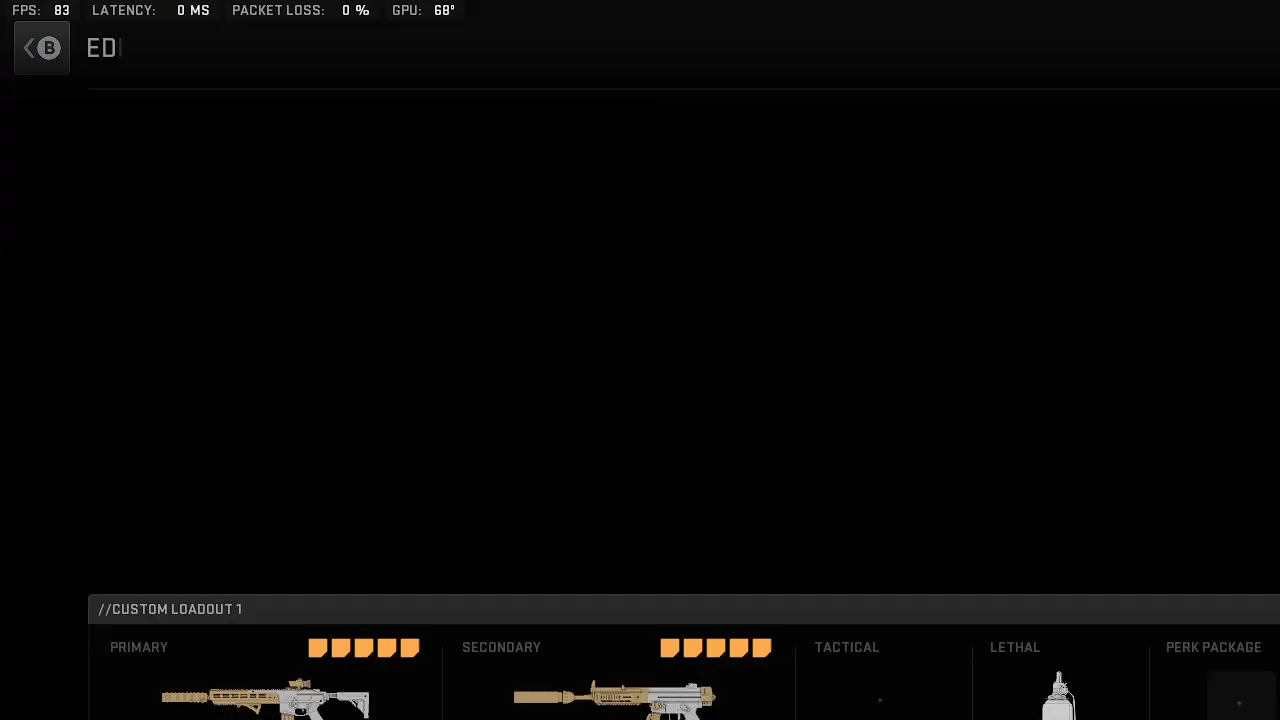 FPS: 83 LATENCY: 0 MS PACKET LOSS: 0 % GPU: 68°
B ED
//CUSTOM LOADOUT 1
PRIMARY SECONDARY TACTICAL LETHAL PERK PACKAGE